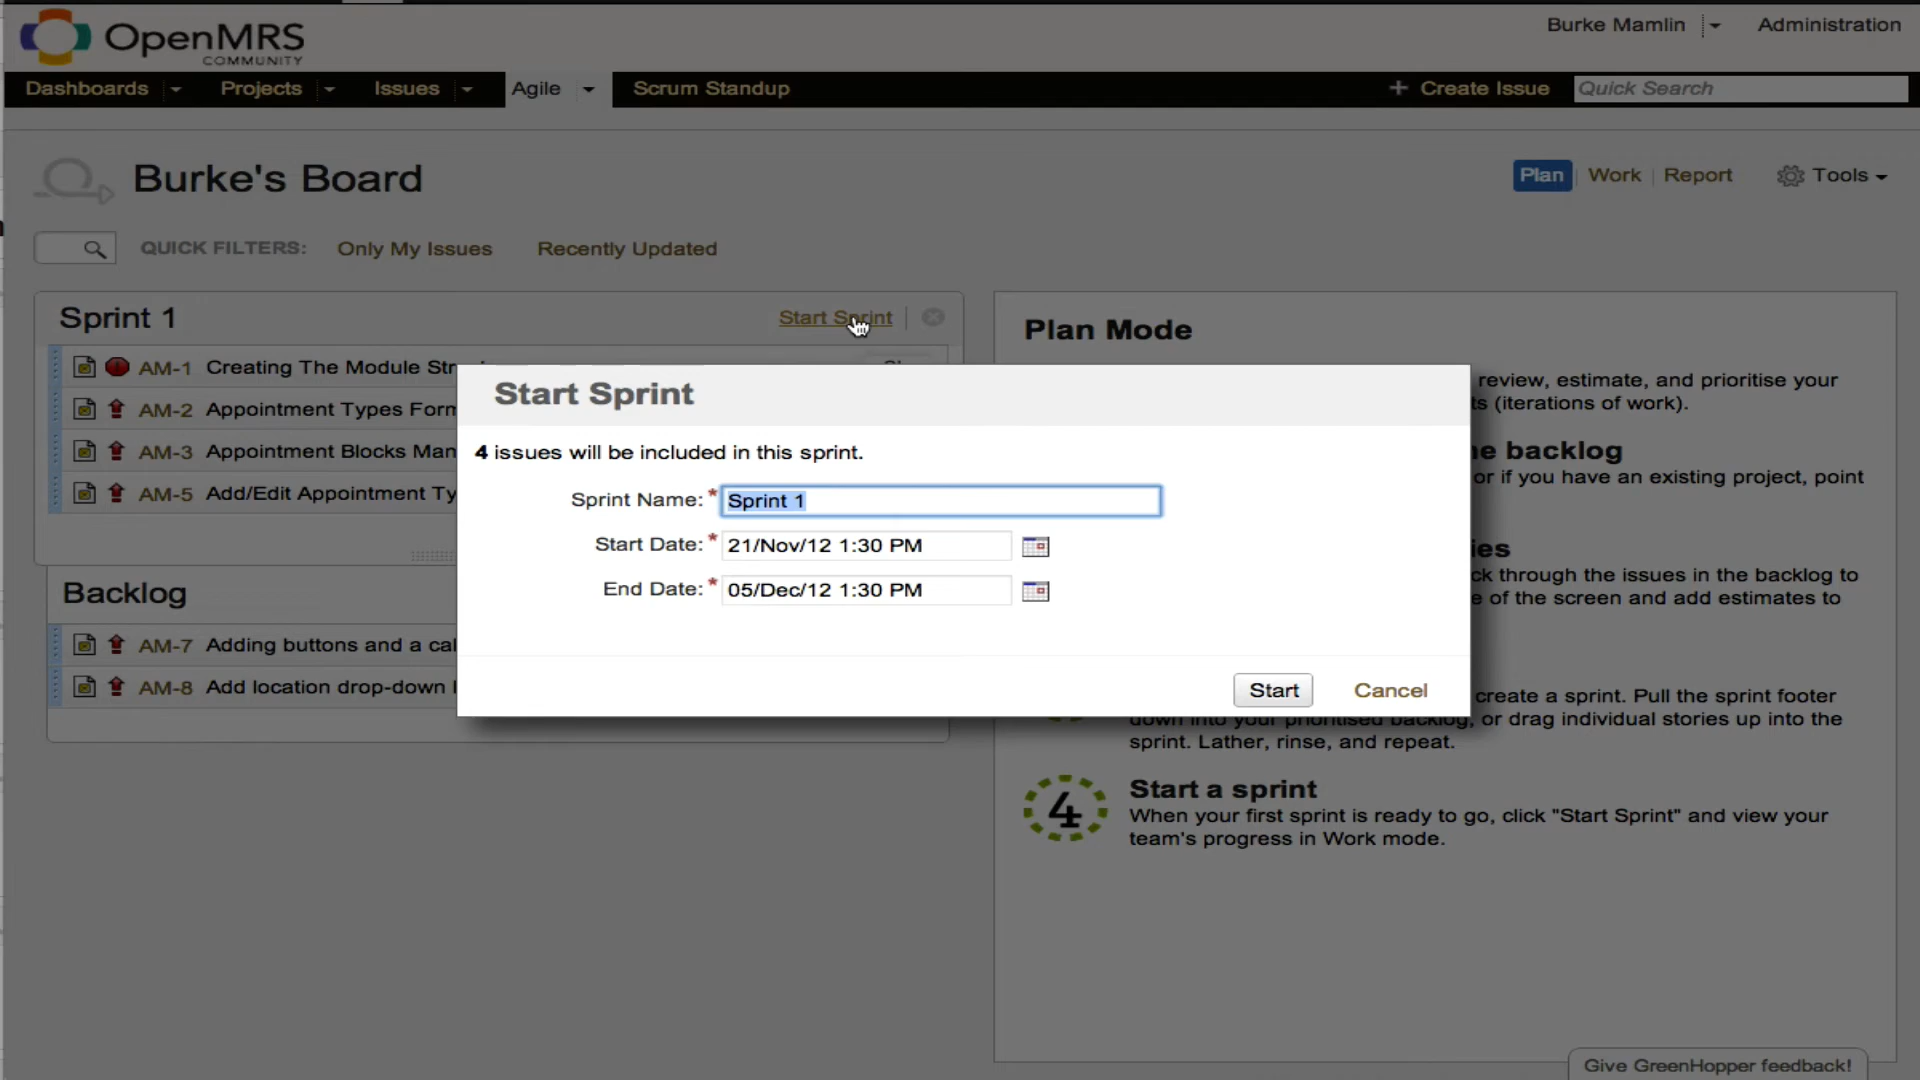 OpenMRS
COMMUNITY
Burke Mamlin
Administration
Dashboards
Projects
Issues
Agile
Scrum Standup
+ Create Issue
Quick Search
Burke's Board
Plan
Work
Report
Tools
QUICK FILTERS:
Only My Issues
Recently Updated
Sprint 1
Start Sprint
AM-1 Creating The Module
AM-2 Appointment Types
AM-3 Appointment Blocks
AM-5 Add/Edit Appointment
Backlog
AM-7 Adding buttons and a
AM-8 Add location drop-down
Start Sprint
4 issues will be included in this sprint.
Sprint Name: * Sprint 1
Start Date: * 21/Nov/12 1:30 PM
End Date: * 05/Dec/12 1:30 PM
Start
Cancel
Plan Mode
review, estimate, and prioritise your
(iterations of work).
backlog
or if you have an existing project, point
through the issues in the backlog to
of the screen and add estimates to
create a sprint. Pull the sprint footer
down into your prioritised backlog, or drag individual stories up into the
sprint. Lather, rinse, and repeat.
4
Start a sprint
When your first sprint is ready to go, click "Start Sprint" and view your
team's progress in Work mode.
Give GreenHopper feedback!